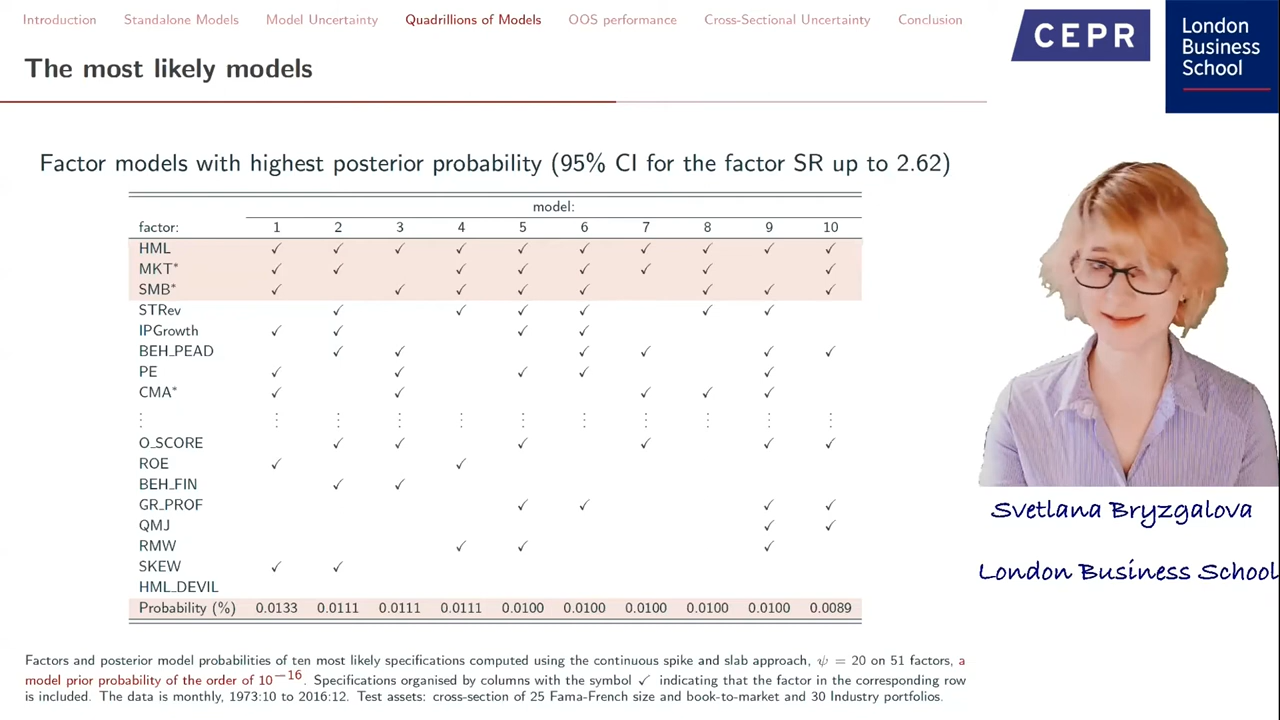 Introduction Standalone Models Model Uncertainty Quadrillions of Models OOS performance Cross-Sectional Uncertainty Conclusion
CEPR
London
Business
School
The most likely models
Factor models with highest posterior probability (95% CI for the factor SR up to 2.62)
model:
factor: 1 2 3 4 5 6 7 8 9 10
HML ✓ ✓ ✓ ✓ ✓ ✓ ✓ ✓ ✓ ✓
MKT* ✓ ✓ ✓ ✓ ✓ ✓ ✓ ✓
SMB* ✓ ✓ ✓ ✓ ✓ ✓ ✓ ✓
STRev ✓ ✓ ✓ ✓ ✓ ✓
IPGrowth ✓ ✓ ✓ ✓
BEH_PEAD ✓ ✓ ✓ ✓ ✓ ✓
PE ✓ ✓ ✓ ✓ ✓
CMA* ✓ ✓ ✓ ✓ ✓
⋮ ⋮ ⋮ ⋮ ⋮ ⋮ ⋮ ⋮ ⋮ ⋮ ⋮
O_SCORE ✓ ✓ ✓ ✓ ✓ ✓
ROE ✓ ✓
BEH_FIN ✓ ✓
GR_PROF ✓ ✓ ✓ ✓
QMJ ✓ ✓
RMW ✓ ✓ ✓
SKEW ✓ ✓
HML_DEVIL
Probability (%) 0.0133 0.0111 0.0111 0.0111 0.0100 0.0100 0.0100 0.0100 0.0100 0.0089
Factors and posterior model probabilities of ten most likely specifications computed using the continuous spike and slab approach, ψ = 20 on 51 factors, a
model prior probability of the order of 10⁻¹⁶. Specifications organised by columns with the symbol ✓ indicating that the factor in the corresponding row
is included. The data is monthly, 1973:10 to 2016:12. Test assets: cross-section of 25 Fama-French size and book-to-market and 30 Industry portfolios.
Svetlana Bryzgalova
London Business School